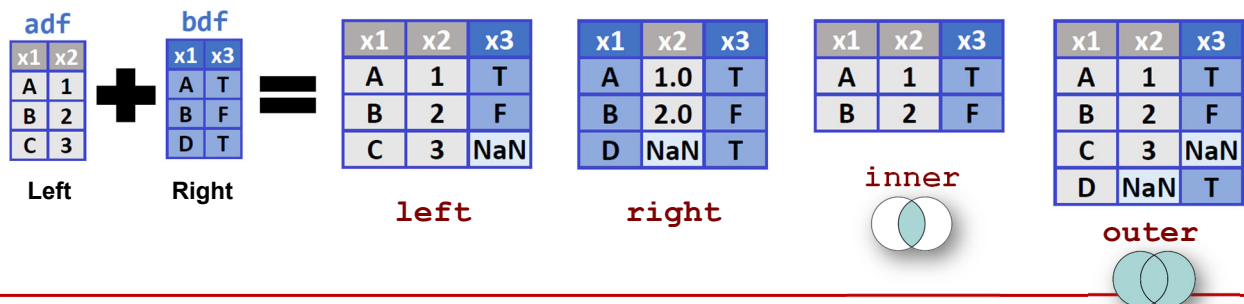 adf
x1 x2
A 1
B 2
C 3
Left
bdf
x1 x3
A T
B F
D T
Right
x1 x2 x3
A 1 T
B 2 F
C 3 NaN
left
x1 x2 x3
A 1.0 T
B 2.0 F
D NaN T
right
x1 x2 x3
A 1 T
B 2 F
inner
x1 x2 x3
A 1 T
B 2 F
C 3 NaN
D NaN T
outer